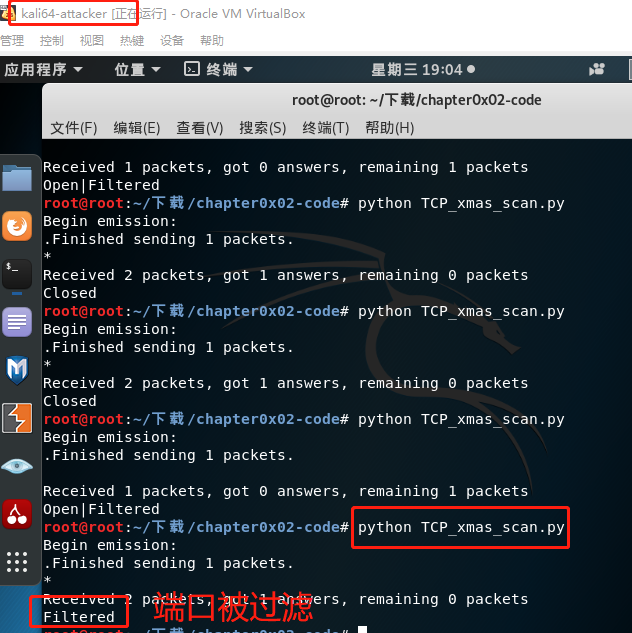 kali64-attacker [正在运行] - Oracle VM VirtualBox
管理 控制 视图 热键 设备 帮助
应用程序 位置 终端 星期三 19:04
root@root: ~/下载/chapter0x02-code
文件(F) 编辑(E) 查看(V) 搜索(S) 终端(T) 帮助(H)
Received 1 packets, got 0 answers, remaining 1 packets
Open|Filtered
root@root:~/下载/chapter0x02-code# python TCP_xmas_scan.py
Begin emission:
.Finished sending 1 packets.
*
Received 2 packets, got 1 answers, remaining 0 packets
Closed
root@root:~/下载/chapter0x02-code# python TCP_xmas_scan.py
Begin emission:
.Finished sending 1 packets.
*
Received 2 packets, got 1 answers, remaining 0 packets
Closed
root@root:~/下载/chapter0x02-code# python TCP_xmas_scan.py
Begin emission:
.Finished sending 1 packets.
Received 1 packets, got 0 answers, remaining 1 packets
Open|Filtered
root@root:~/下载/chapter0x02-code# python TCP_xmas_scan.py
Begin emission:
.Finished sending 1 packets.
*
Received 2 packets, got 1 answers, remaining 0 packets
Filtered 端口被过滤